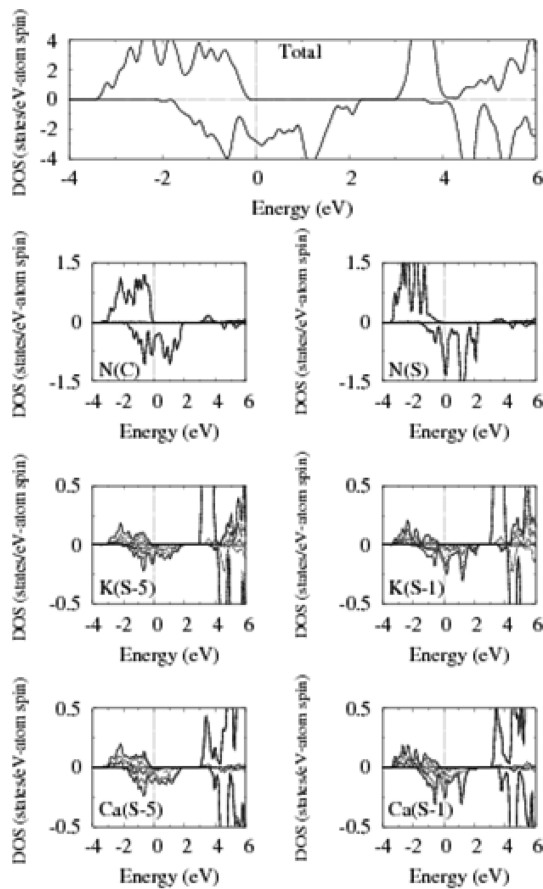 DOS (states/eV-atom spin)
4
2
0
-2
-4
Total
-4 -2 0 2 4 6
Energy (eV)
DOS (states/eV-atom spin)
1.5
0
-1.5
N(C)
-4 -2 0 2 4 6
Energy (eV)
DOS (states/eV-atom spin)
1.5
0
-1.5
N(S)
-4 -2 0 2 4 6
Energy (eV)
DOS (states/eV-atom spin)
0.5
0
-0.5
K(S-5)
-4 -2 0 2 4 6
Energy (eV)
DOS (states/eV-atom spin)
0.5
0
-0.5
K(S-1)
-4 -2 0 2 4 6
Energy (eV)
DOS (states/eV-atom spin)
0.5
0
-0.5
Ca(S-5)
-4 -2 0 2 4 6
Energy (eV)
DOS (states/eV-atom spin)
0.5
0
-0.5
Ca(S-1)
-4 -2 0 2 4 6
Energy (eV)